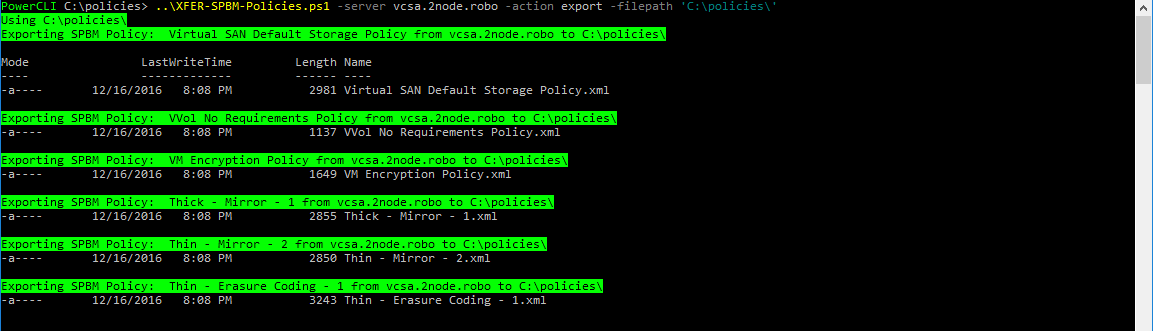 PowerCLI C:\policies> ..\XFER-SPBM-Policies.ps1 -server vcsa.2node.robo -action export -filepath 'C:\policies\'
Using C:\policies\
Exporting SPBM Policy:  Virtual SAN Default Storage Policy from vcsa.2node.robo to C:\policies\
Mode                LastWriteTime         Length Name
----                -------------         ------ ----
-a----       12/16/2016   8:08 PM           2981 Virtual SAN Default Storage Policy.xml
Exporting SPBM Policy:  VVol No Requirements Policy from vcsa.2node.robo to C:\policies\
-a----       12/16/2016   8:08 PM           1137 VVol No Requirements Policy.xml
Exporting SPBM Policy:  VM Encryption Policy from vcsa.2node.robo to C:\policies\
-a----       12/16/2016   8:08 PM           1649 VM Encryption Policy.xml
Exporting SPBM Policy:  Thick - Mirror - 1 from vcsa.2node.robo to C:\policies\
-a----       12/16/2016   8:08 PM           2855 Thick - Mirror - 1.xml
Exporting SPBM Policy:  Thin - Mirror - 2 from vcsa.2node.robo to C:\policies\
-a----       12/16/2016   8:08 PM           2850 Thin - Mirror - 2.xml
Exporting SPBM Policy:  Thin - Erasure Coding - 1 from vcsa.2node.robo to C:\policies\
-a----       12/16/2016   8:08 PM           3243 Thin - Erasure Coding - 1.xml